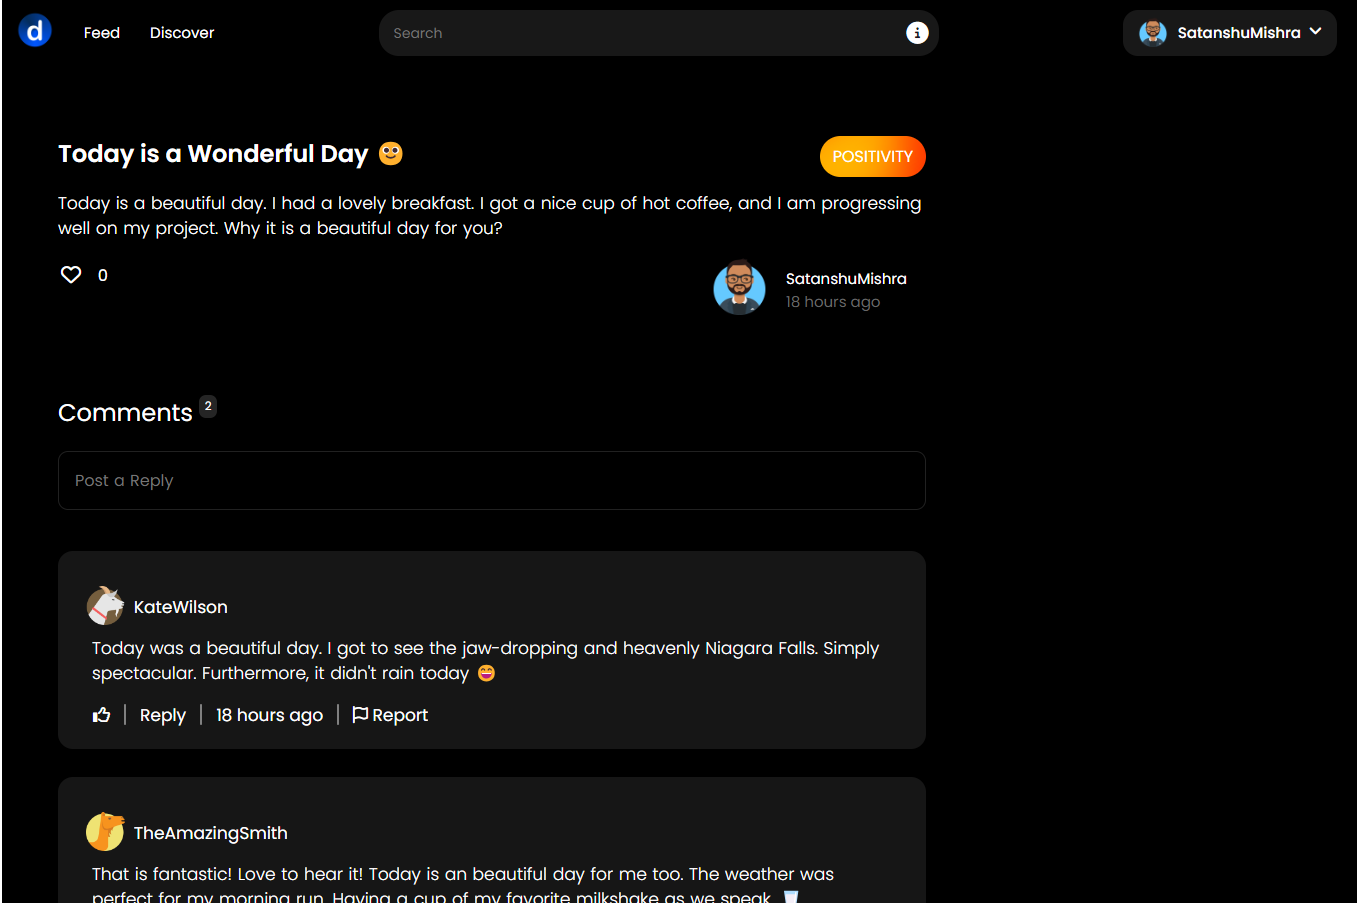 d
Feed
Discover
Search
i
SatanshuMishra
Today is a Wonderful Day
POSITIVITY
Today is a beautiful day. I had a lovely breakfast. I got a nice cup of hot coffee, and I am progressing
well on my project. Why it is a beautiful day for you?
0
SatanshuMishra
18 hours ago
Comments 2
Post a Reply
KateWilson
Today was a beautiful day. I got to see the jaw-dropping and heavenly Niagara Falls. Simply
spectacular. Furthermore, it didn't rain today 😄
Reply | 18 hours ago | Report
TheAmazingSmith
That is fantastic! Love to hear it! Today is an beautiful day for me too. The weather was
perfect for my morning run. Having a cup of my favorite milkshake as we speak. 🥛